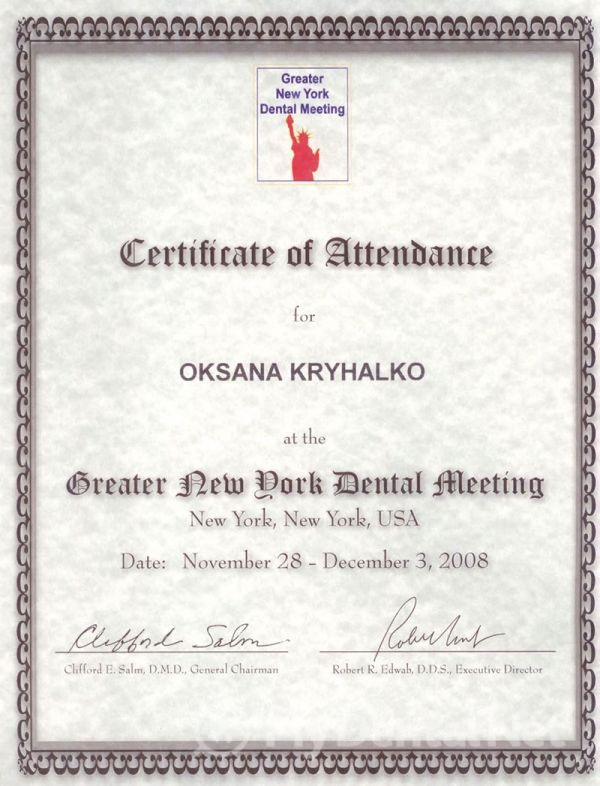 Greater
New York
Dental Meeting
Certificate of Attendance
for
OKSANA KRYHALKO
at the
Greater New York Dental Meeting
New York, New York, USA
Date: November 28 - December 3, 2008
Clifford Salm
Clifford E. Salm, D.M.D., General Chairman
Robert R. Edwab, D.D.S., Executive Director